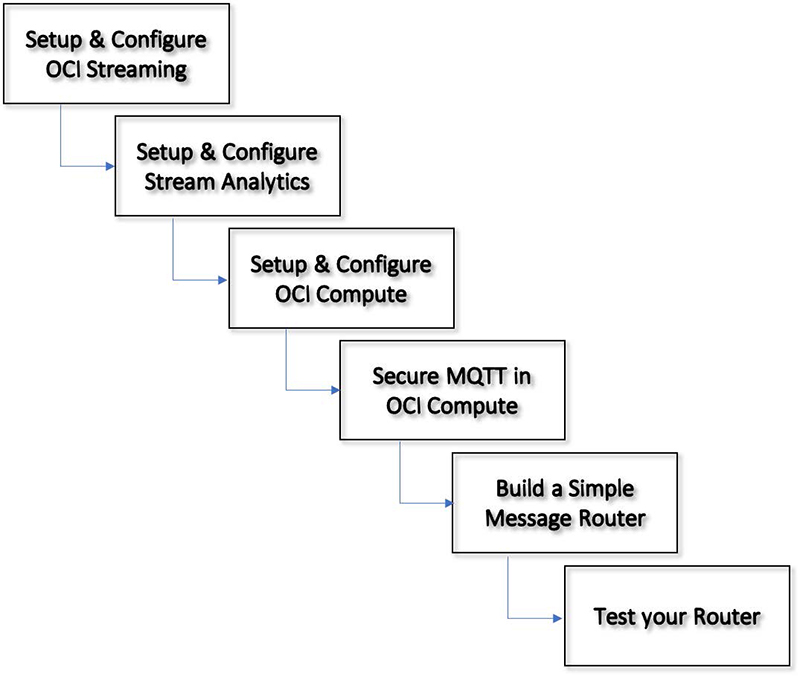 Setup & Configure
OCI Streaming
Setup & Configure
Stream Analytics
Setup & Configure
OCI Compute
Secure MQTT in
OCI Compute
Build a Simple
Message Router
Test your Router